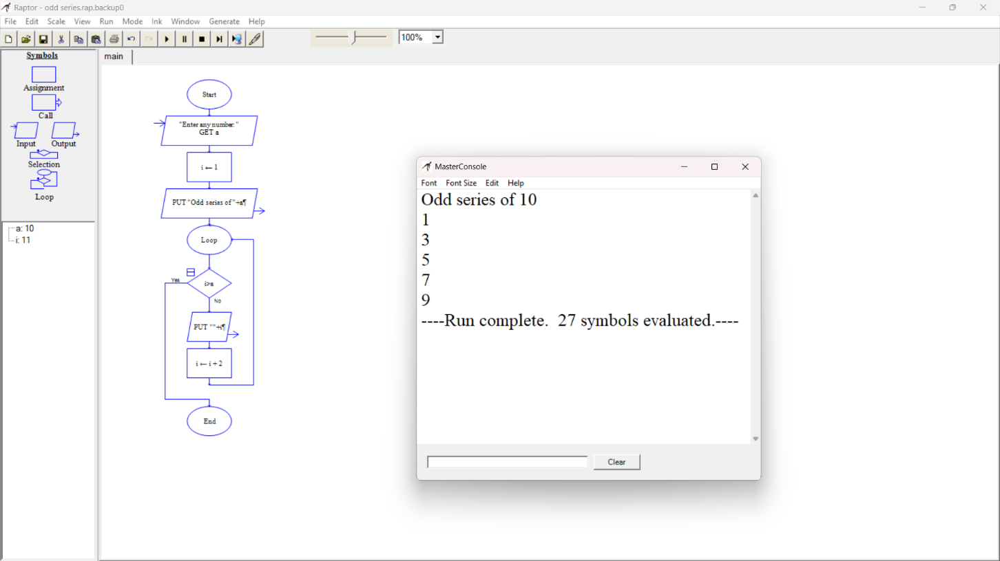 Raptor - odd series.rap.backup0
File Edit Scale View Run Mode Ink Window Generate Help
100%
Symbols
Assignment
Call
Input Output
Selection
Loop
a: 10
i: 11
main
Start
"Enter any number:"
GET a
i ← 1
PUT "Odd series of "+a¶
Loop
i>a
Yes
No
PUT ""+i¶
i ← i + 2
End
MasterConsole
Font Font Size Edit Help
Odd series of 10
1
3
5
7
9
----Run complete.  27 symbols evaluated.----
Clear